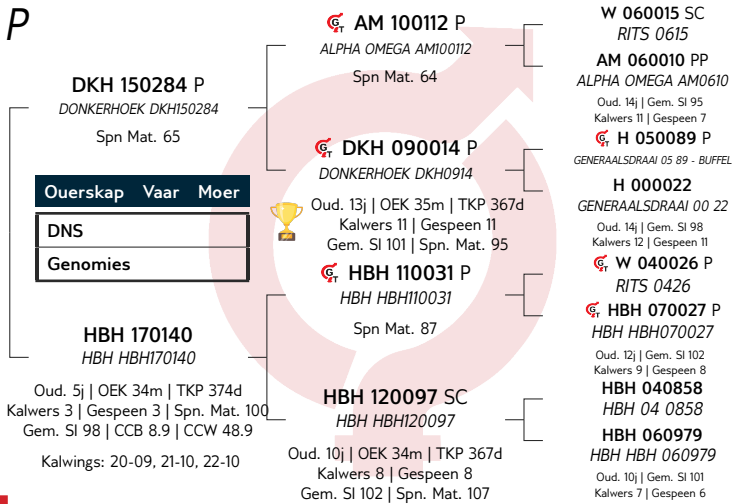 P
DKH 150284 P
DONKERHOEK DKH150284
Spn Mat. 65
Ouerskap Vaar Moer
DNS
Genomies
HBH 170140
HBH HBH170140
Oud. 5j | OEK 34m | TKP 374d
Kalwers 3 | Gespeen 3 | Spn. Mat. 100
Gem. SI 98 | CCB 8.9 | CCW 48.9
Kalwings: 20-09, 21-10, 22-10
GT AM 100112 P
ALPHA OMEGA AM100112
Spn Mat. 64
GT DKH 090014 P
DONKERHOEK DKH0914
Oud. 13j | OEK 35m | TKP 367d
Kalwers 11 | Gespeen 11
Gem. SI 101 | Spn. Mat. 95
GT HBH 110031 P
HBH HBH110031
Spn Mat. 87
HBH 120097 SC
HBH HBH120097
Oud. 10j | OEK 34m | TKP 367d
Kalwers 8 | Gespeen 8
Gem. SI 102 | Spn. Mat. 107
W 060015 SC
RITS 0615
AM 060010 PP
ALPHA OMEGA AM0610
Oud. 14j | Gem. SI 95
Kalwers 11 | Gespeen 7
GT H 050089 P
GENERAALSDRAAI 05 89 - BUFFEL
H 000022
GENERAALSDRAAI 00 22
Oud. 14j | Gem. SI 98
Kalwers 12 | Gespeen 11
GT W 040026 P
RITS 0426
GT HBH 070027 P
HBH HBH070027
Oud. 12j | Gem. SI 102
Kalwers 9 | Gespeen 8
HBH 040858
HBH 04 0858
HBH 060979
HBH HBH 060979
Oud. 10j | Gem. SI 101
Kalwers 7 | Gespeen 6